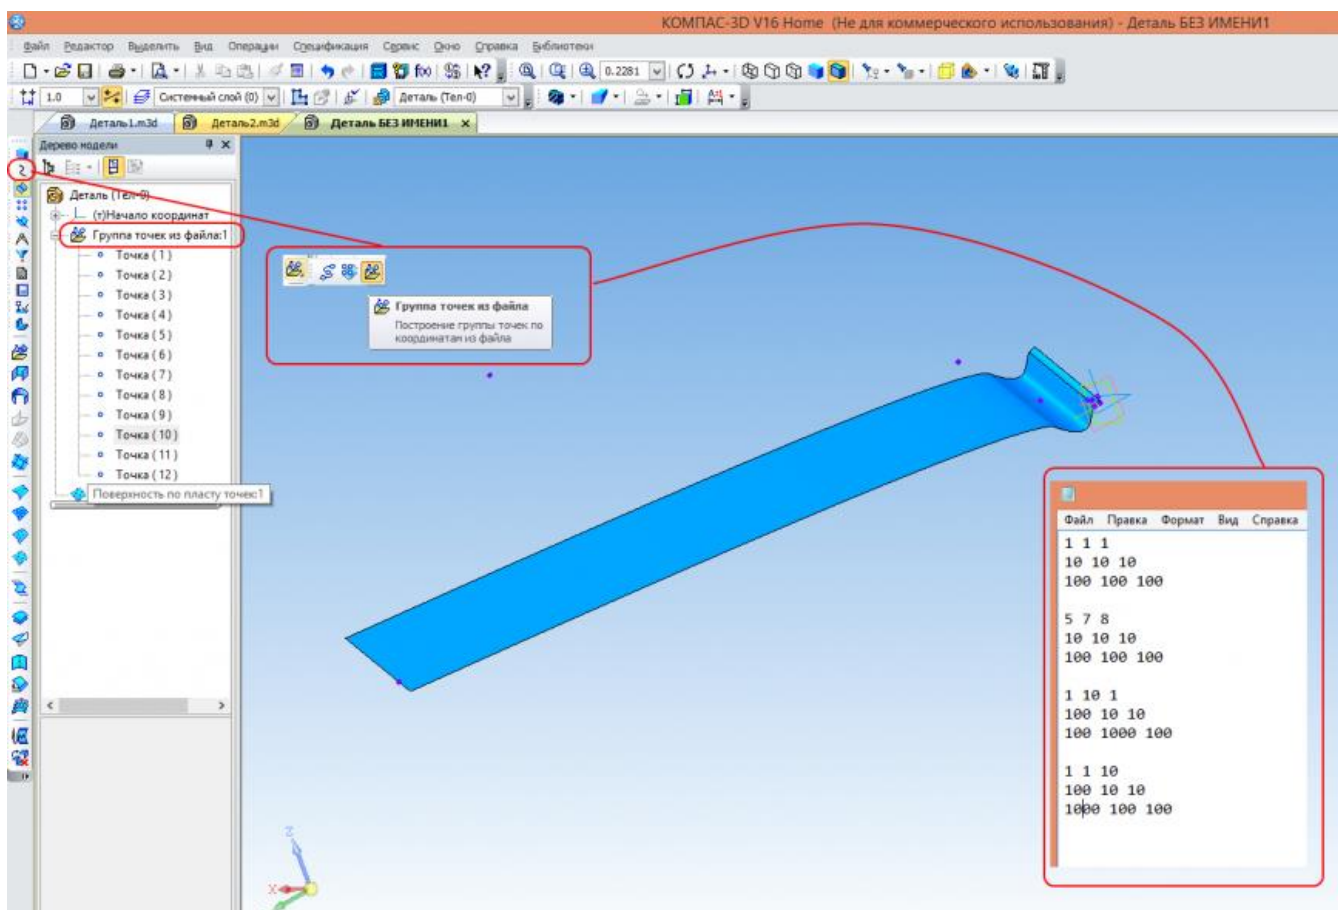 КОМПАС-3D V16 Home (Не для коммерческого использования) - Деталь БЕЗ ИМЕНИ1
Файл Редактор Выделить Вид Операции Спецификация Сервис Окно Справка Библиотеки
0.2281
1.0 Системный слой (0) Деталь (Тел-0)
Деталь1.m3d Деталь2.m3d Деталь БЕЗ ИМЕНИ1
Дерево модели
Деталь (Тел-0)
(т)Начало координат
Группа точек из файла:1
Точка (1)
Точка (2)
Точка (3)
Точка (4)
Точка (5)
Точка (6)
Точка (7)
Точка (8)
Точка (9)
Точка (10)
Точка (11)
Точка (12)
Поверхность по пласту точек:1
Группа точек из файла
Построение группы точек по
координатам из файла
Файл Правка Формат Вид Справка
1 1 1
10 10 10
100 100 100
5 7 8
10 10 10
100 100 100
1 10 1
100 10 10
100 1000 100
1 1 10
100 10 10
1000 100 100
Z
X